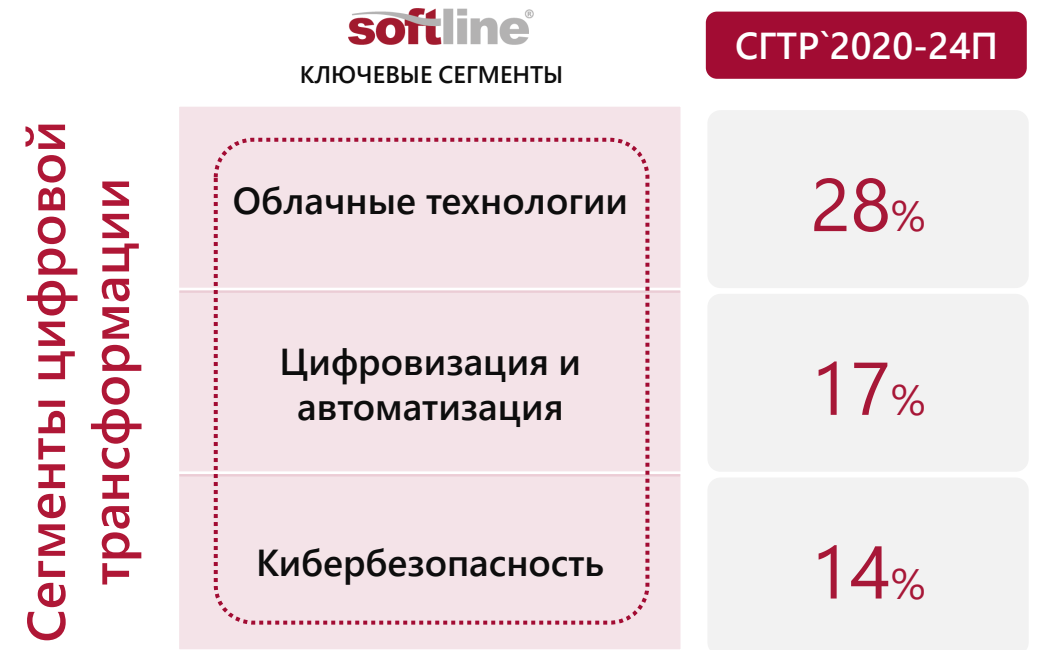 softline®
КЛЮЧЕВЫЕ СЕГМЕНТЫ
СГТР`2020-24П
Сегменты цифровой
трансформации
Облачные технологии
28%
Цифровизация и
автоматизация
17%
Кибербезопасность
14%